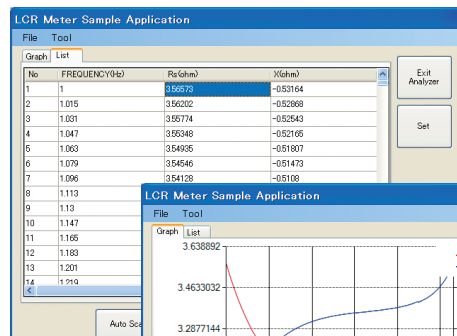 LCR Meter Sample Application
File Tool
Graph List
No FREQUENCY(Hz) Rs(ohm) X(ohm)
1 1 3.56573 -0.53164
2 1.015 3.56202 -0.52868
3 1.031 3.55774 -0.52543
4 1.047 3.55348 -0.52165
5 1.063 3.54935 -0.51807
6 1.079 3.54546 -0.51473
7 1.096 3.54128 -0.5108
8 1.113
9 1.13
10 1.147
11 1.165
12 1.183
13 1.201
14 1.219
Exit Analyzer
Set
Auto Sca
LCR Meter Sample Application
File Tool
Graph List
3.638892
3.4633032
3.2877144